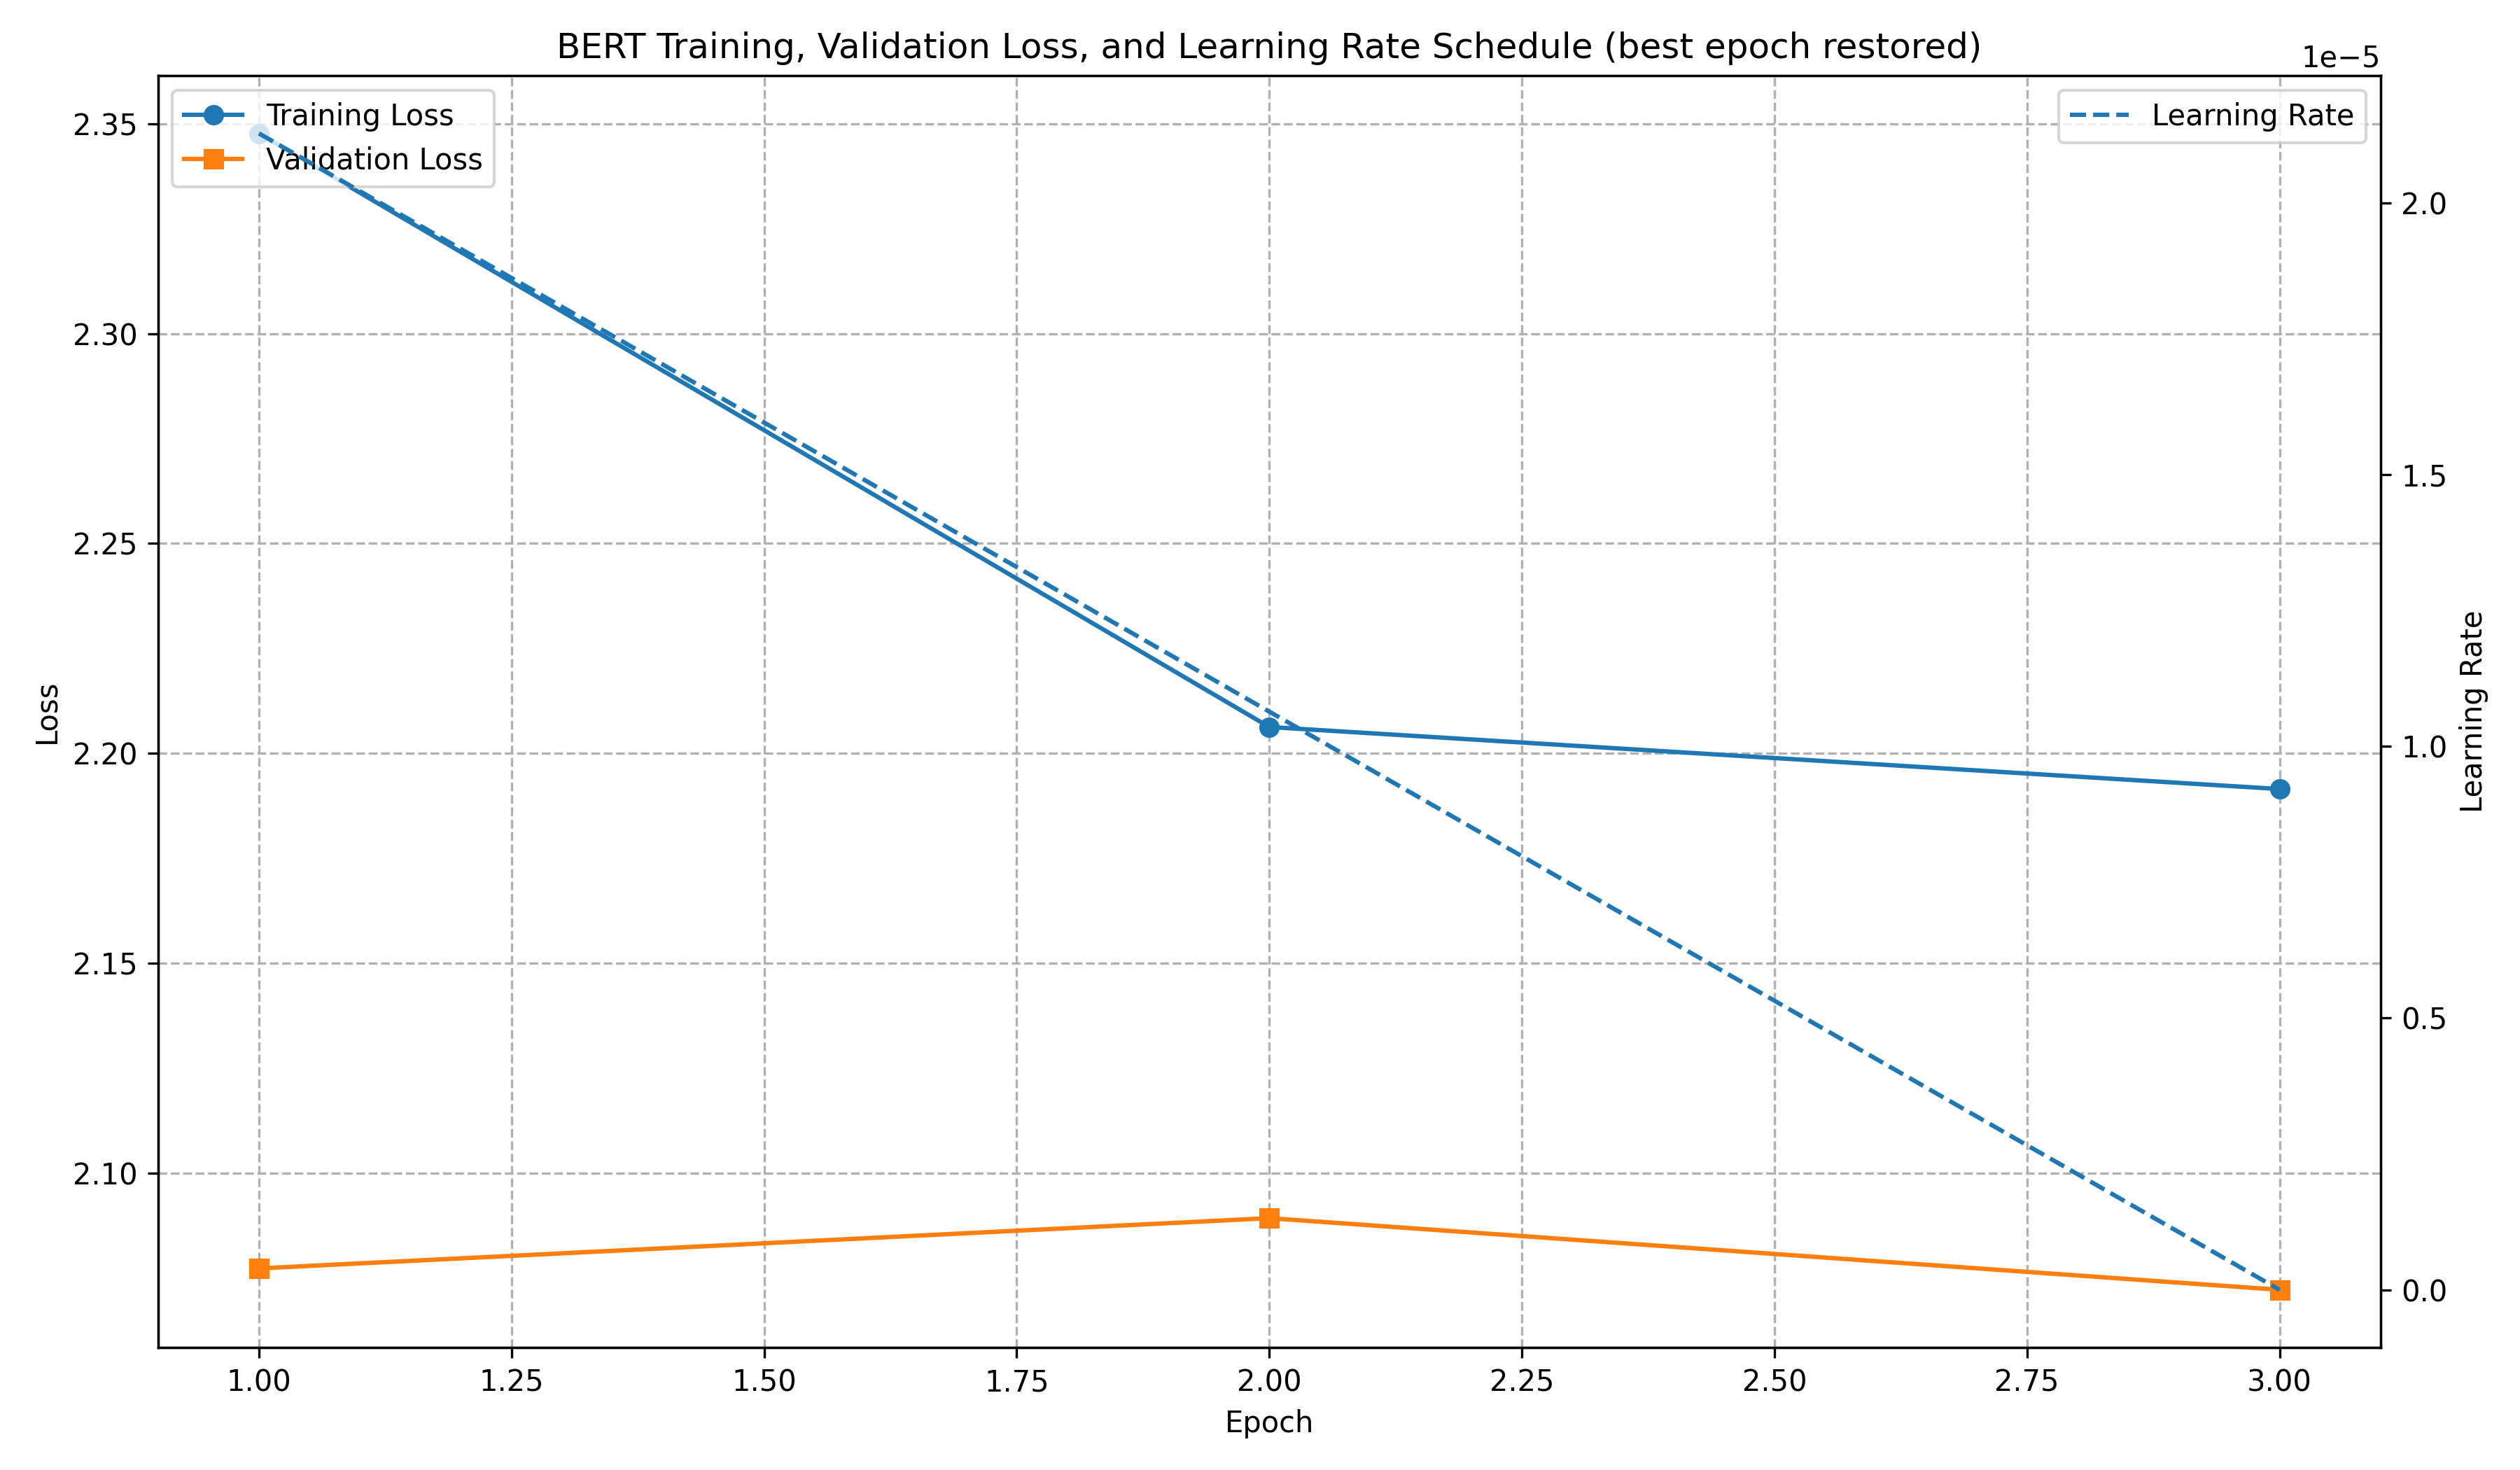 BERT Training, Validation Loss, and Learning Rate Schedule (best epoch restored)
1e−5
Training Loss
Validation Loss
Learning Rate
2.35
2.30
2.25
2.20
2.15
2.10
Loss
2.0
1.5
1.0
0.5
0.0
Learning Rate
1.00 1.25 1.50 1.75 2.00 2.25 2.50 2.75 3.00
Epoch